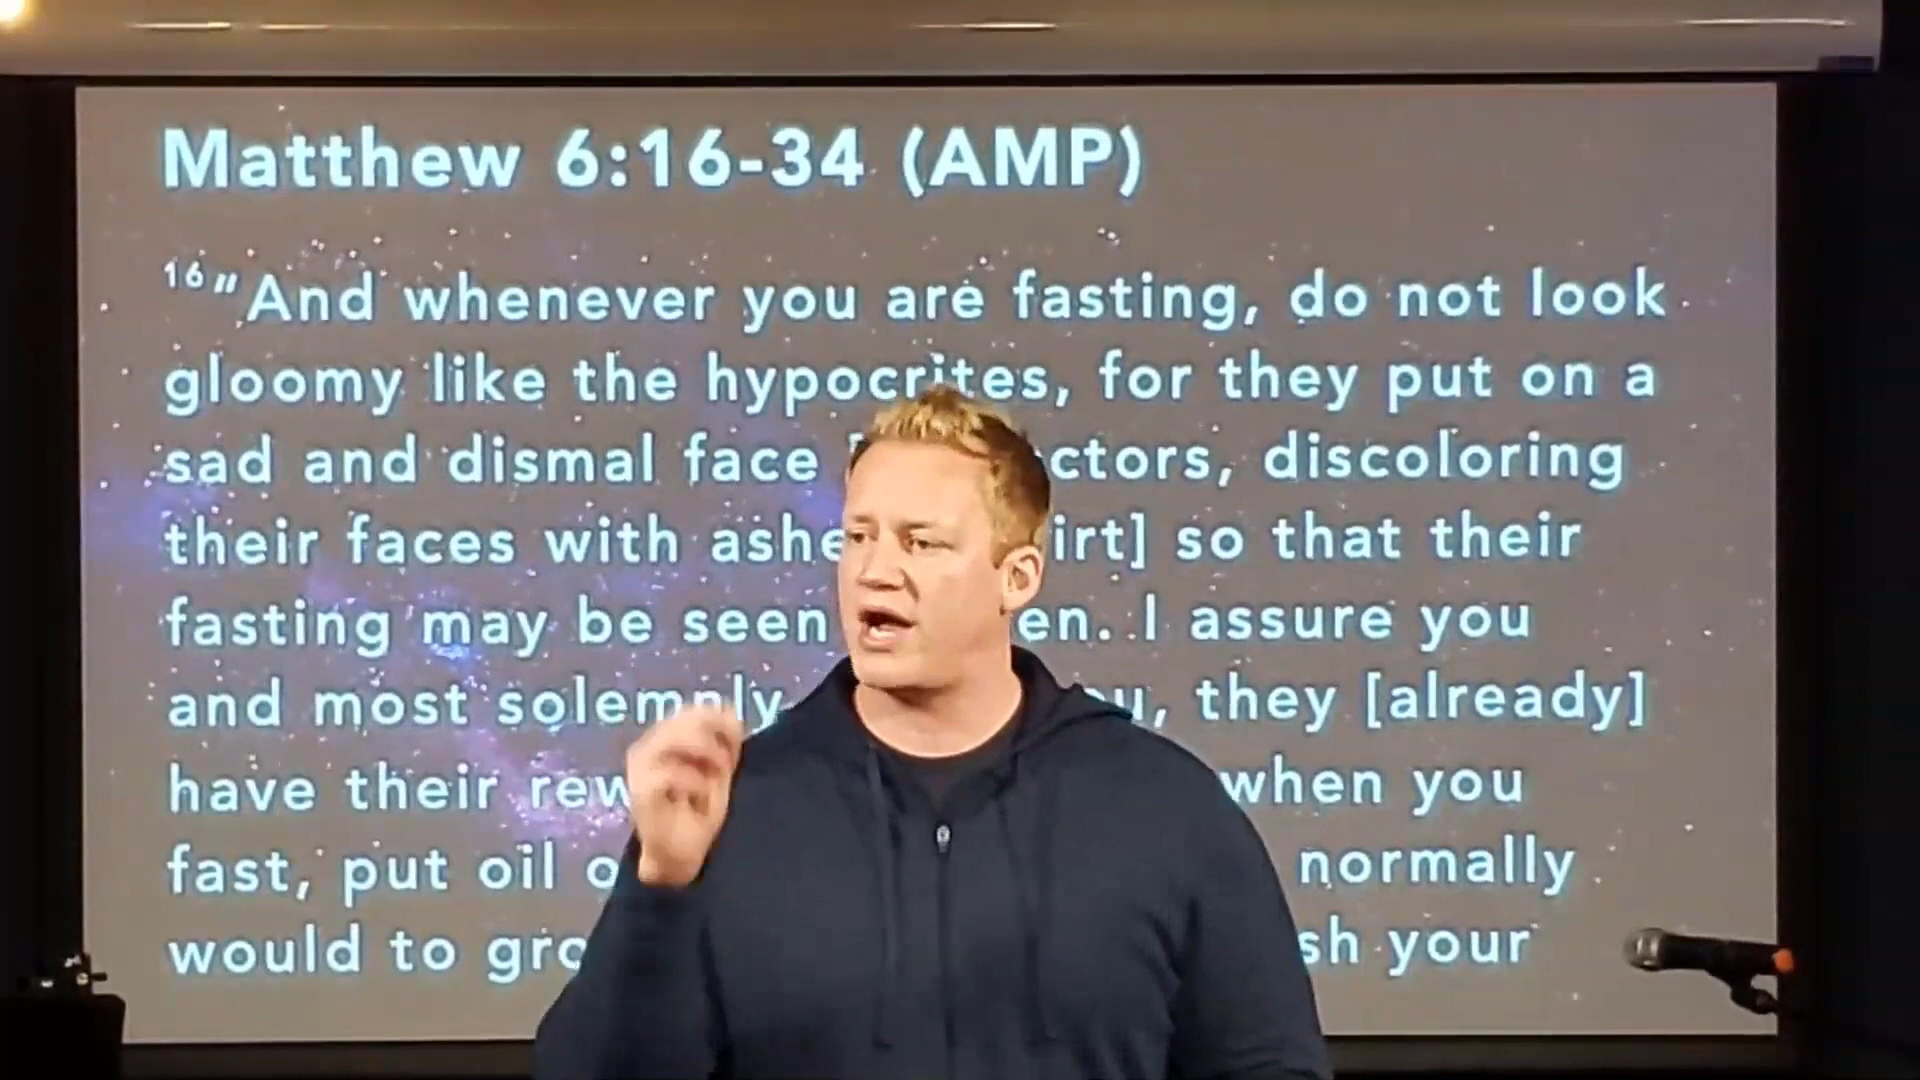 Matthew 6:16-34 (AMP)
16 "And whenever you are fasting, do not look
gloomy like the hypocrites, for they put on a
sad and dismal face discoloring
their faces with so that their
fasting may be seen I assure you
and most solemnly they [already]
have their when you
fast, put oil normally
would to your